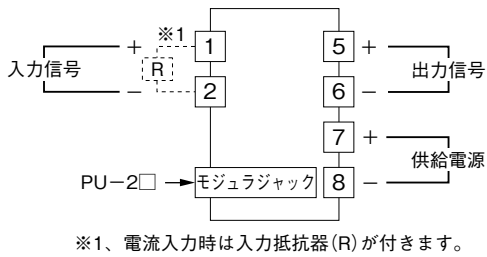 ※1
+ 1 5 +
入力信号 R 出力信号
− 2 6 −
7 +
供給電源
PU−2□ モジュラジャック 8 −
※1、電流入力時は入力抵抗器(R)が付きます。